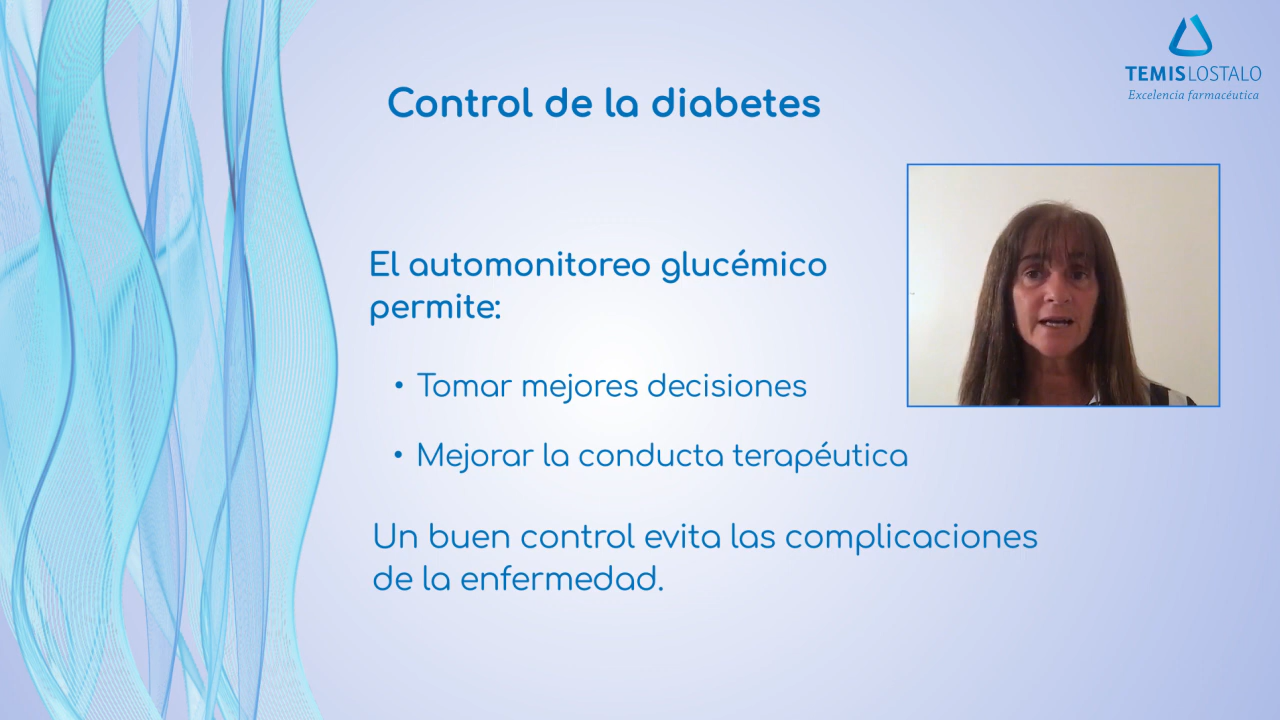 TEMISLOSTALO
Excelencia farmacéutica
Control de la diabetes
El automonitoreo glucémico
permite:
• Tomar mejores decisiones
• Mejorar la conducta terapéutica
Un buen control evita las complicaciones
de la enfermedad.